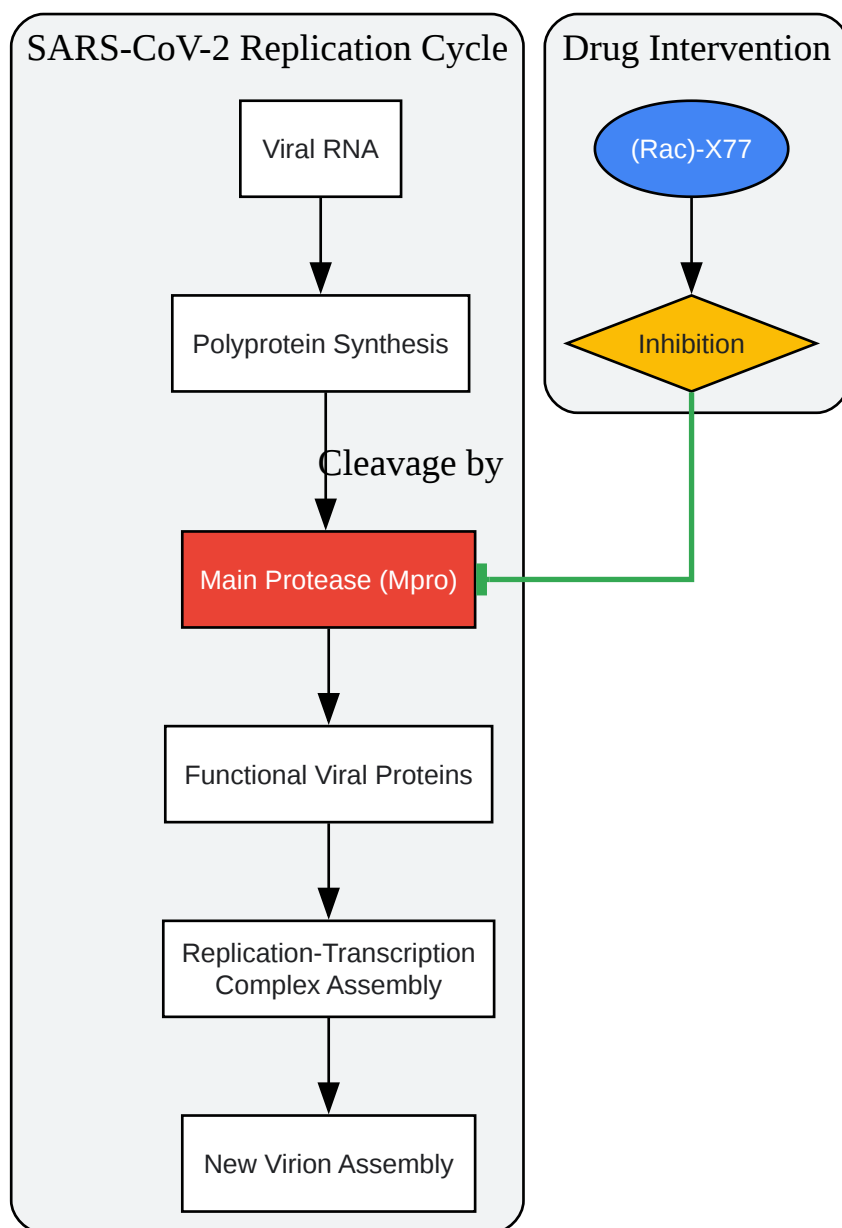 SARS-CoV-2 Replication Cycle
Viral RNA
Polyprotein Synthesis
Cleavage by
Main Protease (Mpro)
Functional Viral Proteins
Replication-Transcription
Complex Assembly
New Virion Assembly
Drug Intervention
(Rac)-X77
Inhibition